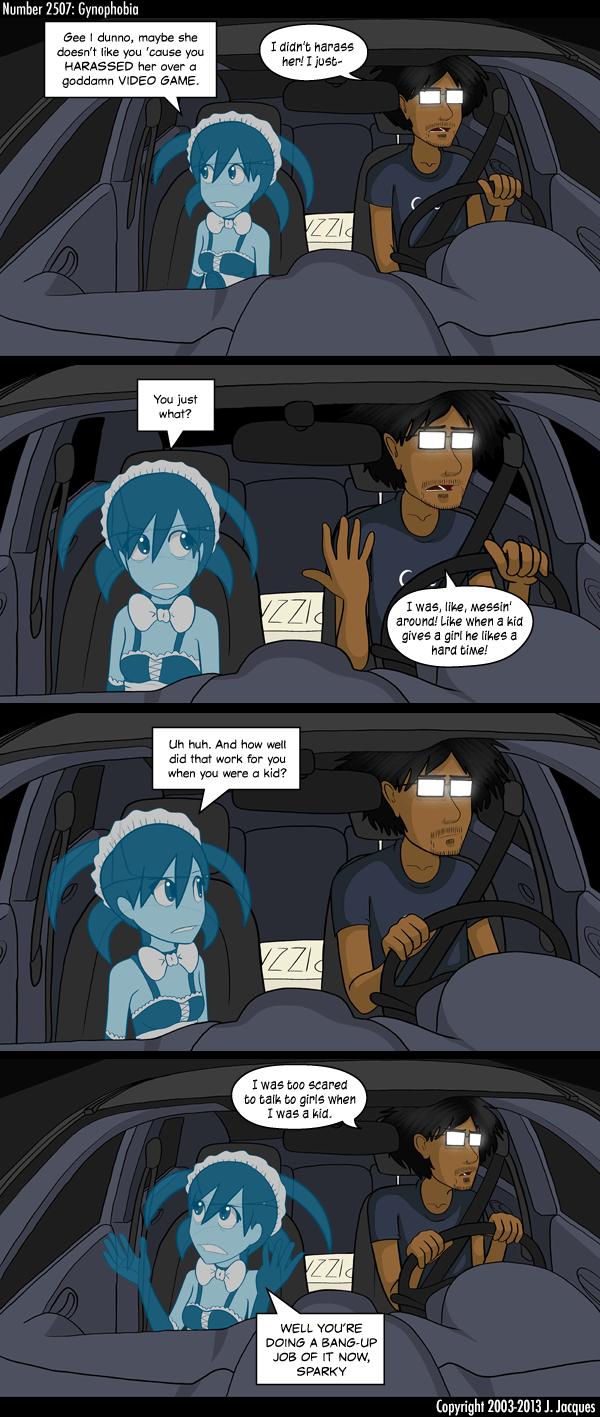 Number 2507: Gynophobia
Gee I dunno, maybe she
doesn't like you 'cause you
HARASSED her over a
goddamn VIDEO GAME.
I didn't harass
her! I just-
You just
what?
I was, like, messin'
around! Like when a kid
gives a girl he likes a
hard time!
Uh huh. And how well
did that work for you
when you were a kid?
I was too scared
to talk to girls when
I was a kid.
WELL YOU'RE
DOING A BANG-UP
JOB OF IT NOW,
SPARKY
Copyright 2003-2013 J. Jacques